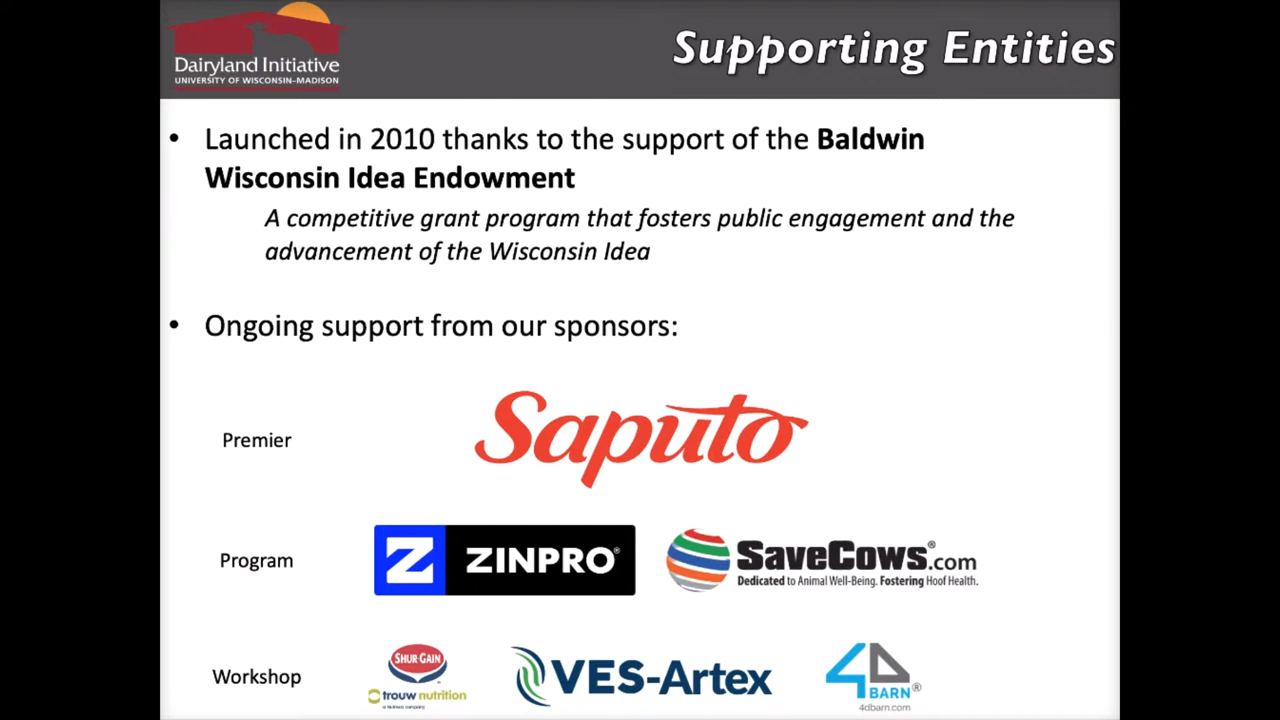 Dairyland Initiative
UNIVERSITY OF WISCONSIN–MADISON
Supporting Entities
• Launched in 2010 thanks to the support of the Baldwin
Wisconsin Idea Endowment
A competitive grant program that fosters public engagement and the
advancement of the Wisconsin Idea
• Ongoing support from our sponsors:
Premier
Saputo
Program
Z ZINPRO®
SaveCows®.com
Dedicated to Animal Well-Being. Fostering Hoof Health.
Workshop
SHUR-GAIN
trouw nutrition
a Nutreco company
VES-Artex
4D
BARN®
4dbarn.com